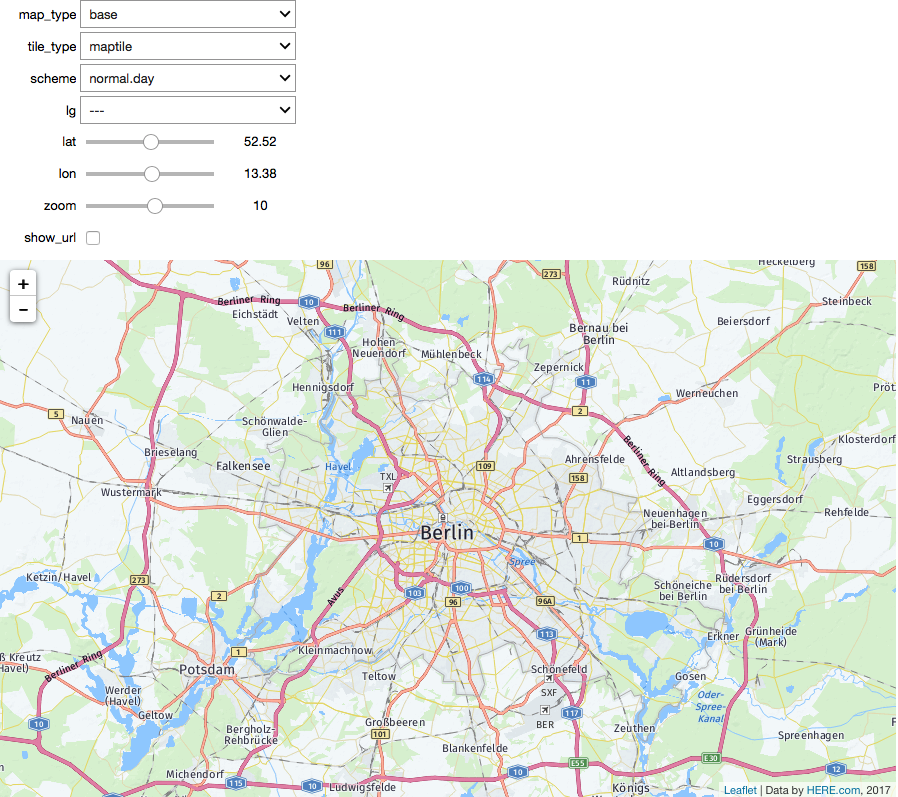 map_type base
tile_type maptile
scheme normal.day
lg ---
lat 52.52
lon 13.38
zoom 10
show_url
+
−
96
273
Heckelberg
158
Rüdnitz
Berliner Ring
10
Berliner Ring
Steinbeck
Eichstädt
Velten
111
Beiersdorf
Bernau bei
Berlin
Hohen
Neuendorf
Mühlenbeck
Zepernick
114
11
Hennigsdorf
Werneuchen
Pröt
5
Nauen
2
Schönwalde-
Glien
Berliner Ring
Klosterdorf
Brieselang
Falkensee
Havel
109
Ahrensfelde
Strausberg
TXL
158
Altlandsberg
Wustermark
Eggersdorf
Neuenhagen
bei-Berlin
Rehfelde
Berlin
1
10
Spree
Ketzin/Havel
273
Rüdersdorf
bei Berlin
Schöneiche
bei Berlin
2
Avus
103
100
96
96A
113
Erkner
Grünheide
(Mark)
1
Kleinmachnow
ß Kreutz
Havel)
Berliner Ring
Potsdam
Teltow
Schönefeld
Gosen
SXF
Werder
(Havel)
Oder-
Spree-
Kanal
Geltow
BER
117
10
Großbeeren
101
Zeuthen
F
Bergholz-
Rehbrücke
Spreenhagen
Blankenfelde
E55
E30
n
Michendorf
115
10
Ludwigsfelde
10
12
Königs
Leaflet | Data by HERE.com, 2017